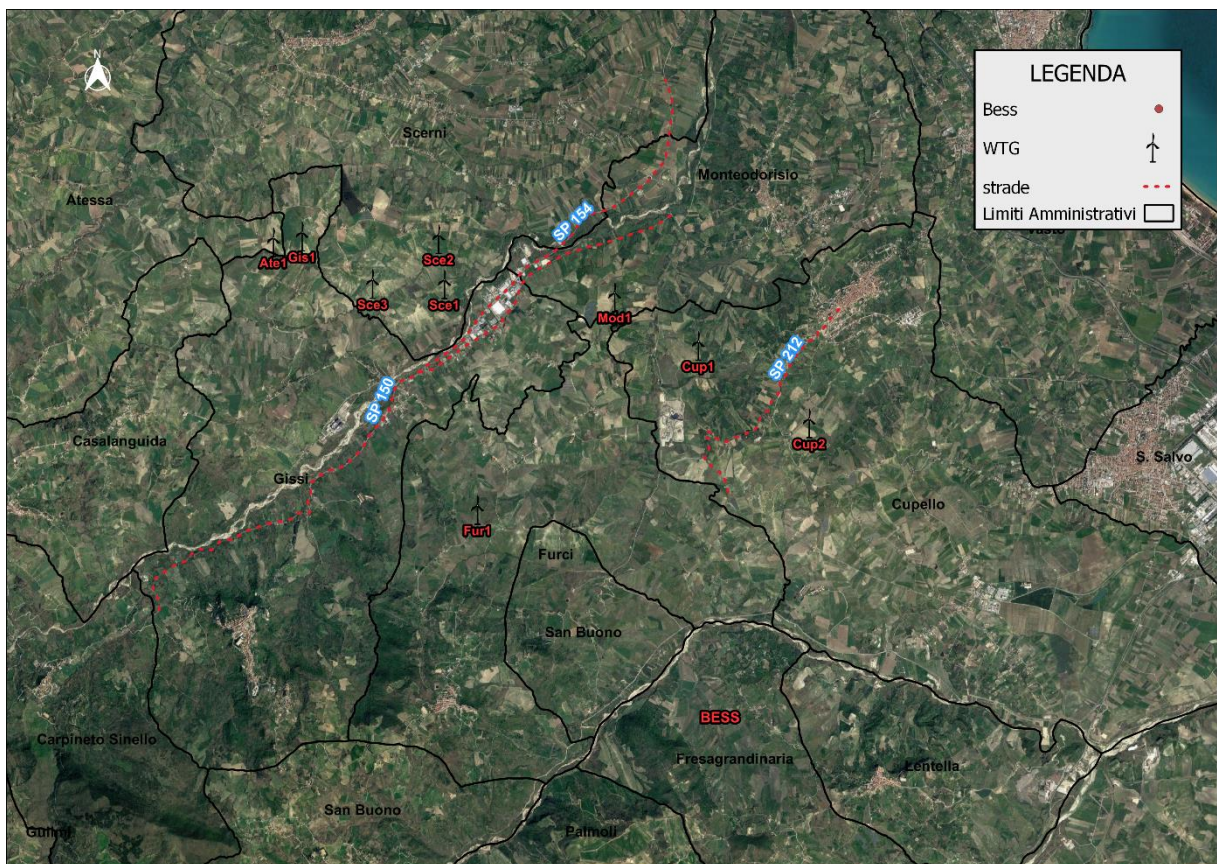 N
LEGENDA
Bess
WTG
strade
Limiti Amministrativi
Scerni
Monteodorisio
Atessa
SP 154
Vasto
Ate1
Gis1
Sce2
Sce3
Sce1
Mod1
SP 212
Cup1
SP 150
Casalanguida
Cup2
S. Salvo
Gissi
Cupello
Fur1
Furci
San Buono
BESS
Carpineto Sinello
Fresagrandinaria
Lentella
San Buono
Palmoli
Guilmi